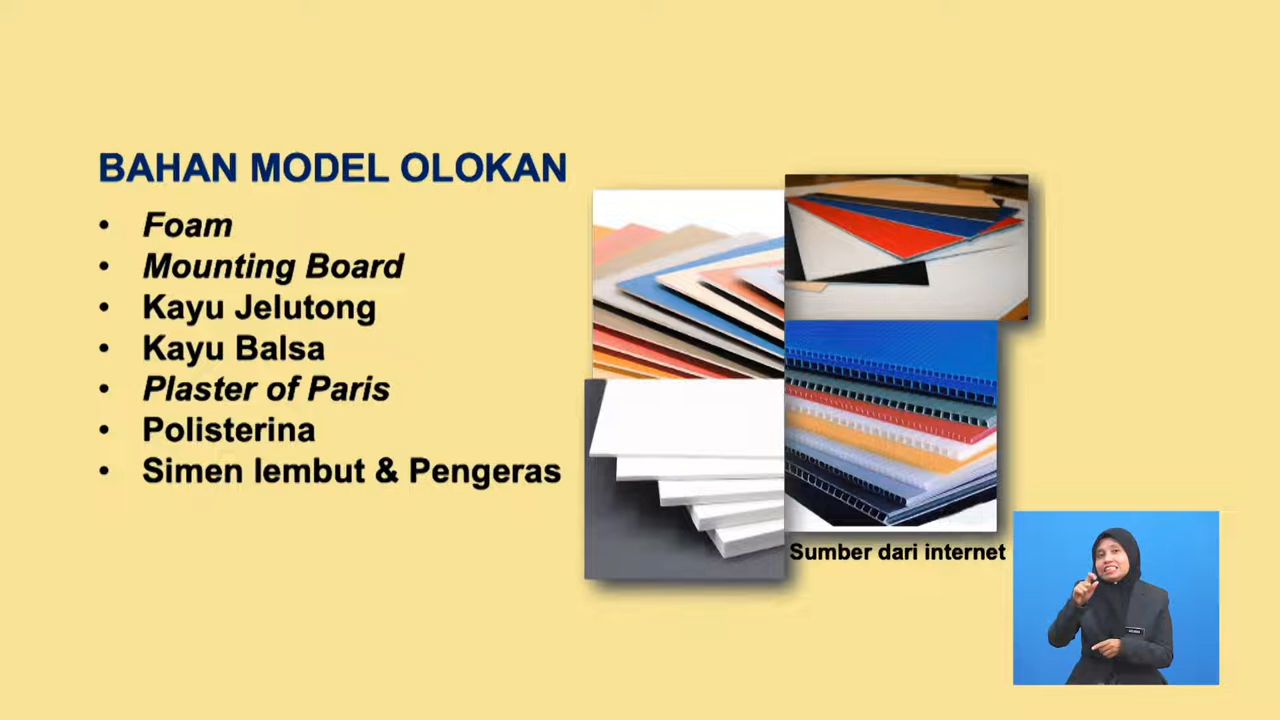 BAHAN MODEL OLOKAN
• Foam
• Mounting Board
• Kayu Jelutong
• Kayu Balsa
• Plaster of Paris
• Polisterina
• Simen lembut & Pengeras
Sumber dari internet